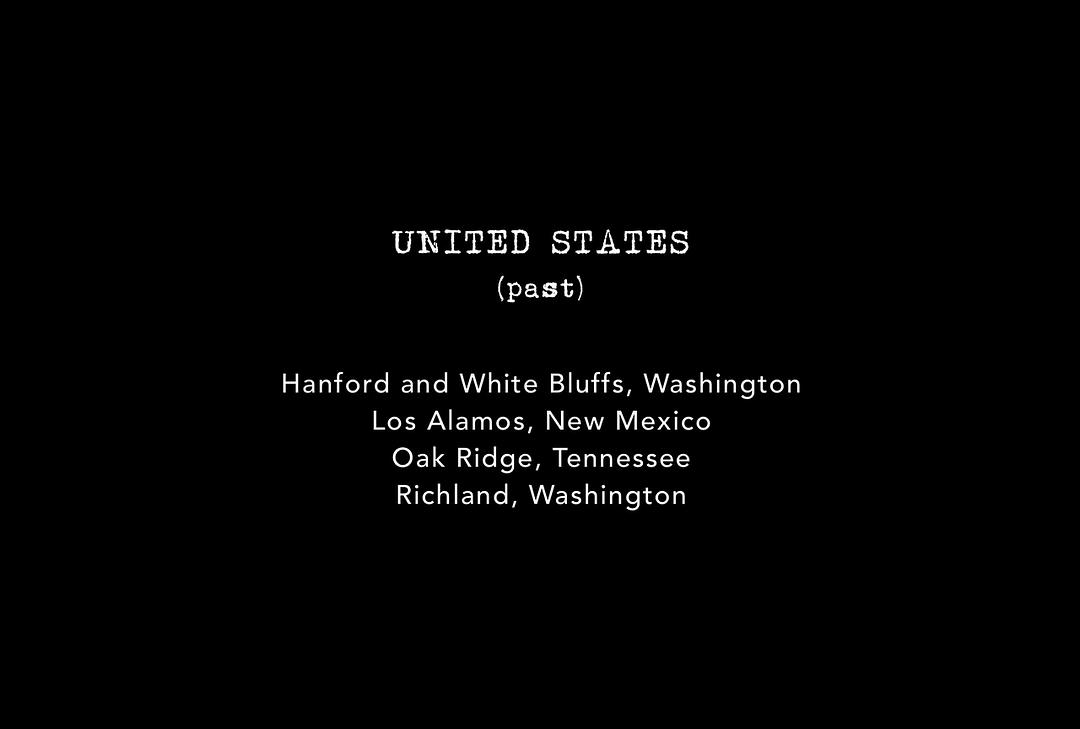 UNITED STATES
(past)
Hanford and White Bluffs, Washington
Los Alamos, New Mexico
Oak Ridge, Tennessee
Richland, Washington